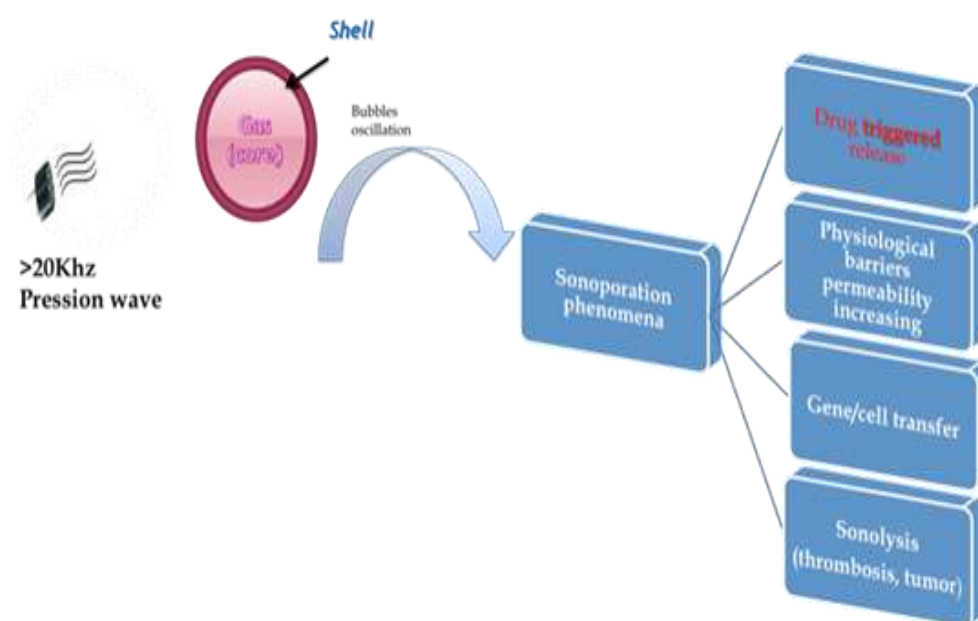 Shell
Gas
(core)
Bubbles
oscillation
>20Khz
Pression wave
Sonoporation
phenomena
Drug triggered
release
Physiological
barriers
permeability
increasing
Gene/cell transfer
Sonolysis
(thrombosis, tumor)